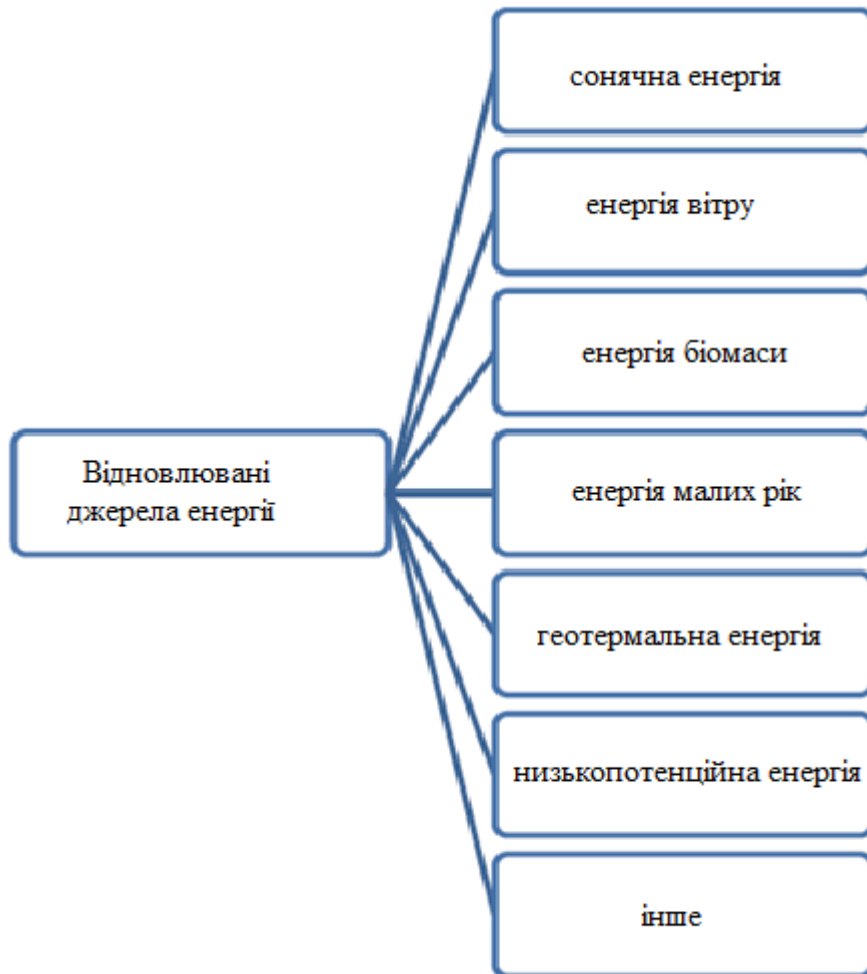 сонячна енергія
енергія вітру
енергія біомаси
Відновлювані
джерела енергії
енергія малих рік
геотермальна енергія
низькопотенційна енергія
інше